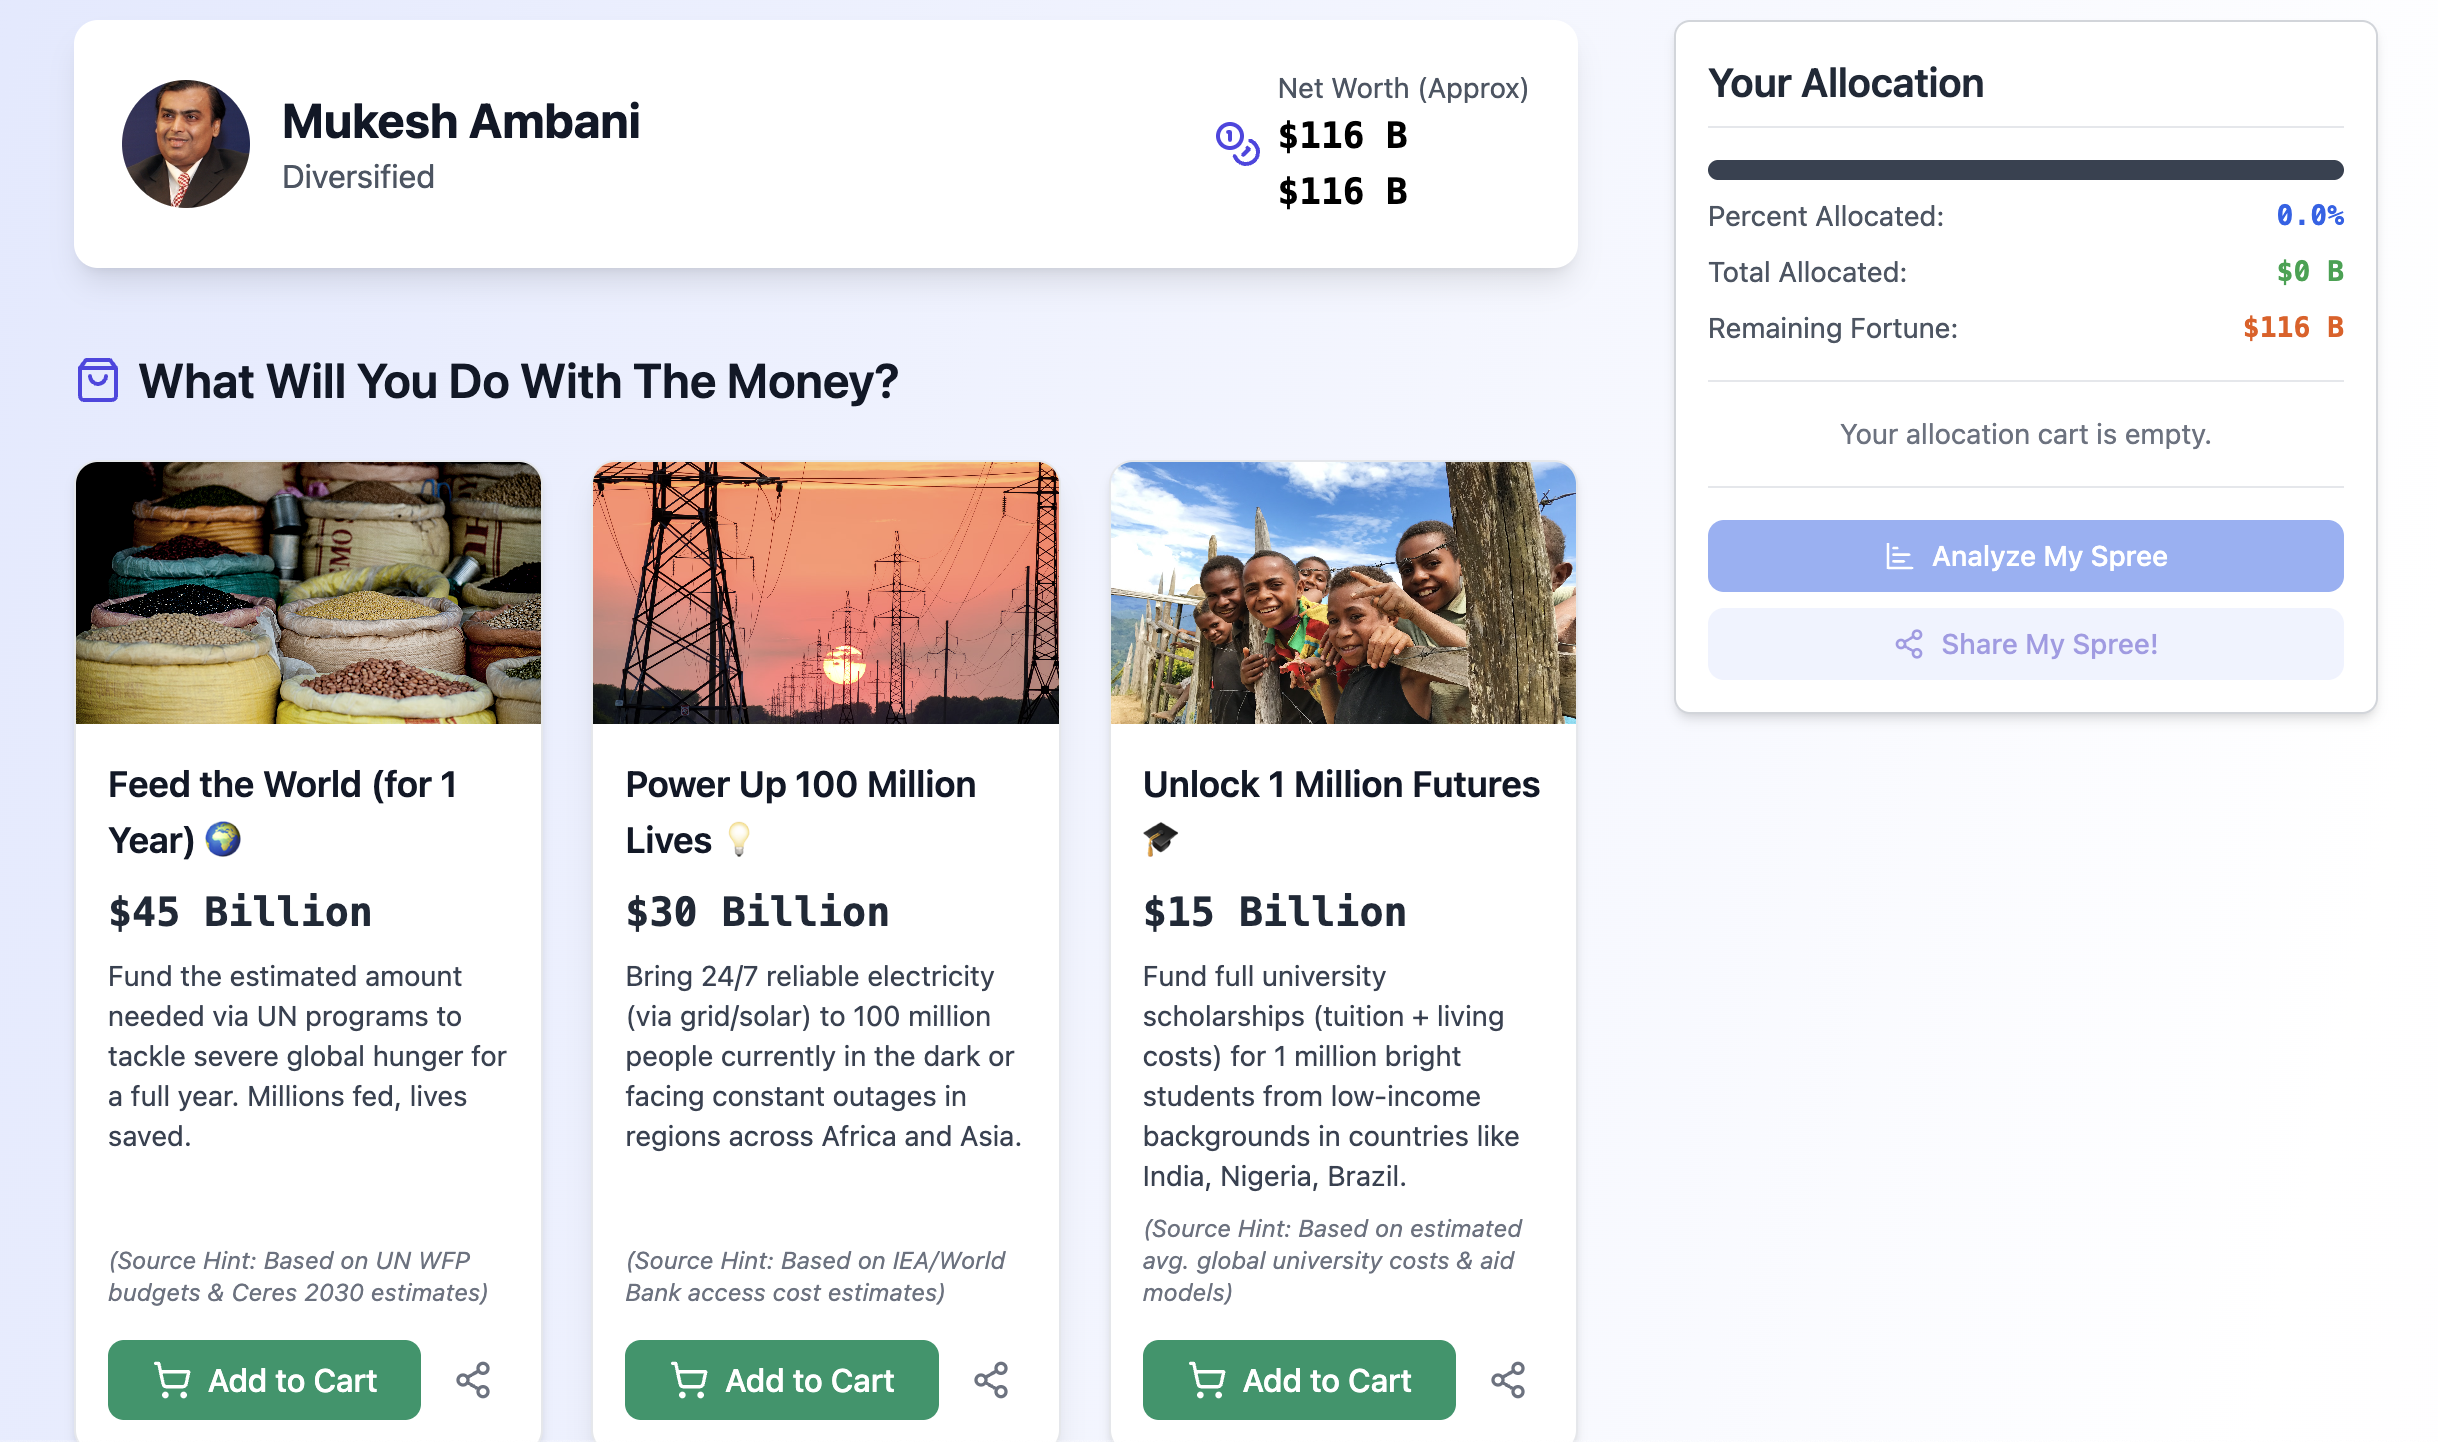 Mukesh Ambani
Diversified
Net Worth (Approx)
$116 B
$116 B
What Will You Do With The Money?
Feed the World (for 1
Year) 🌍
$45 Billion
Fund the estimated amount
needed via UN programs to
tackle severe global hunger for
a full year. Millions fed, lives
saved.
(Source Hint: Based on UN WFP
budgets & Ceres 2030 estimates)
Add to Cart
Power Up 100 Million
Lives 💡
$30 Billion
Bring 24/7 reliable electricity
(via grid/solar) to 100 million
people currently in the dark or
facing constant outages in
regions across Africa and Asia.
(Source Hint: Based on IEA/World
Bank access cost estimates)
Add to Cart
Unlock 1 Million Futures
🎓
$15 Billion
Fund full university
scholarships (tuition + living
costs) for 1 million bright
students from low-income
backgrounds in countries like
India, Nigeria, Brazil.
(Source Hint: Based on estimated
avg. global university costs & aid
models)
Add to Cart
Your Allocation
Percent Allocated: 0.0%
Total Allocated: $0 B
Remaining Fortune: $116 B
Your allocation cart is empty.
Analyze My Spree
Share My Spree!